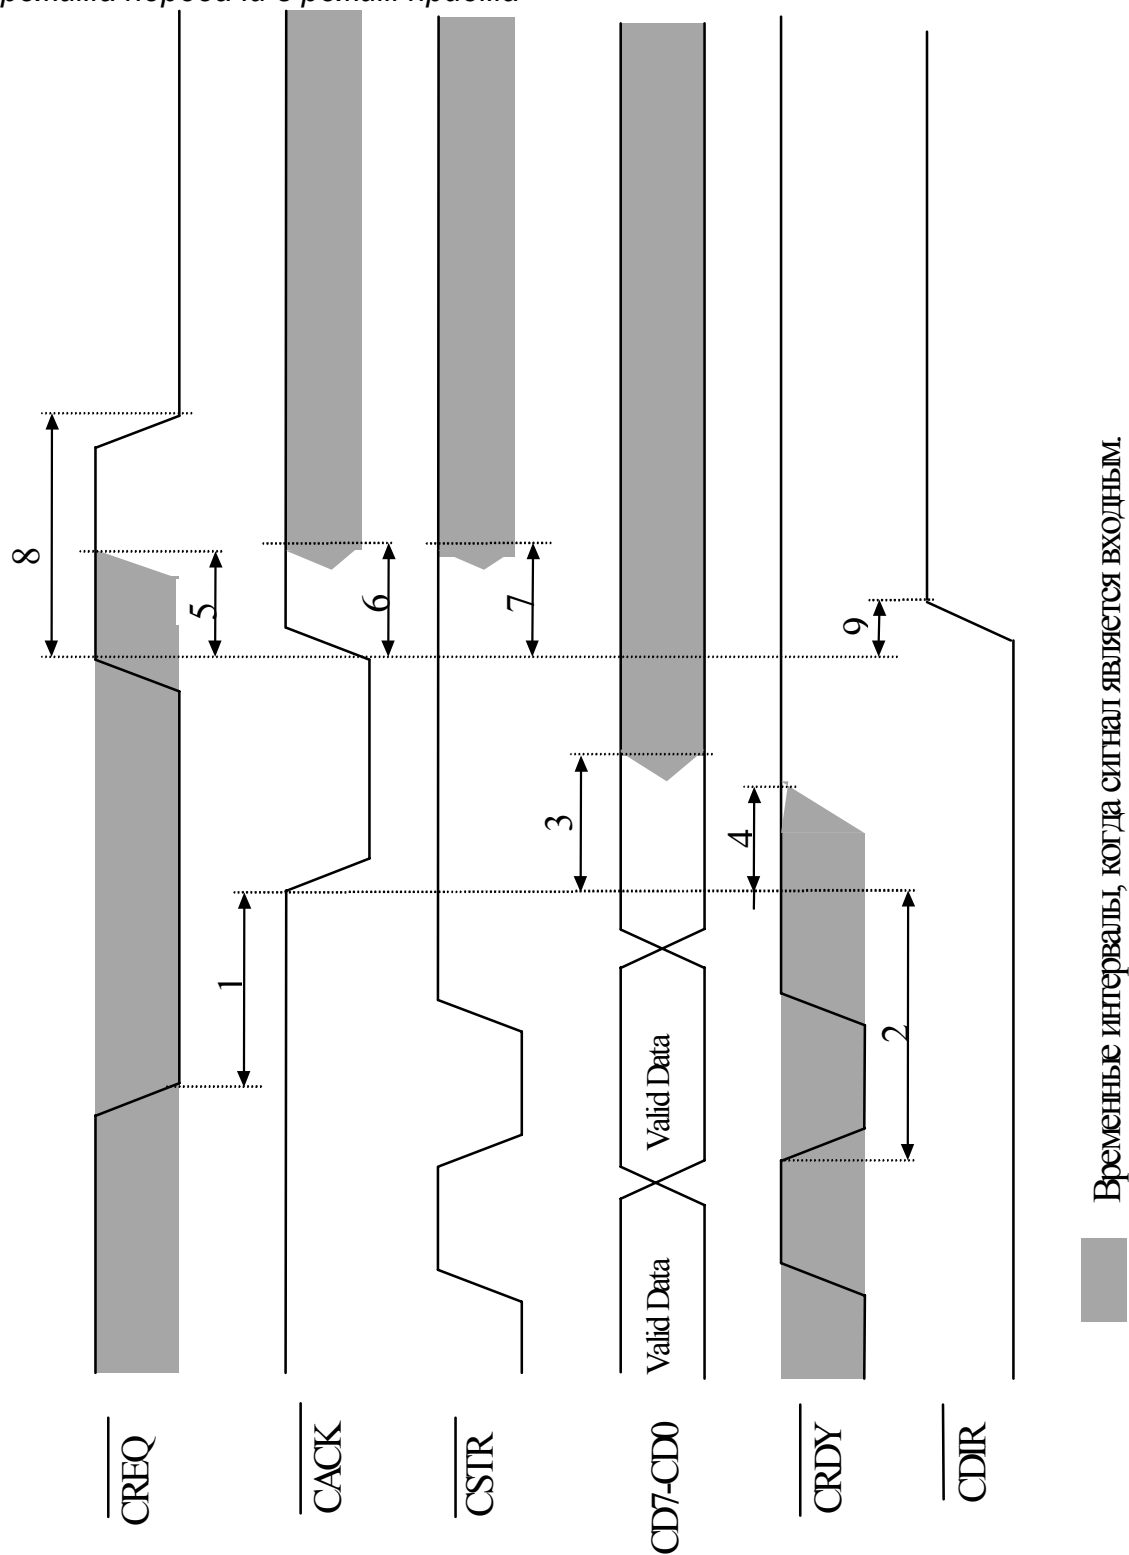 режима передачи в режим приема
CREQ
CACK
CSTR
CD7-CD0
CRDY
CDIR
8
5
1
6
7
Valid Data
Valid Data
3
4
2
9
Временные интервалы, когда сигнал является входным.